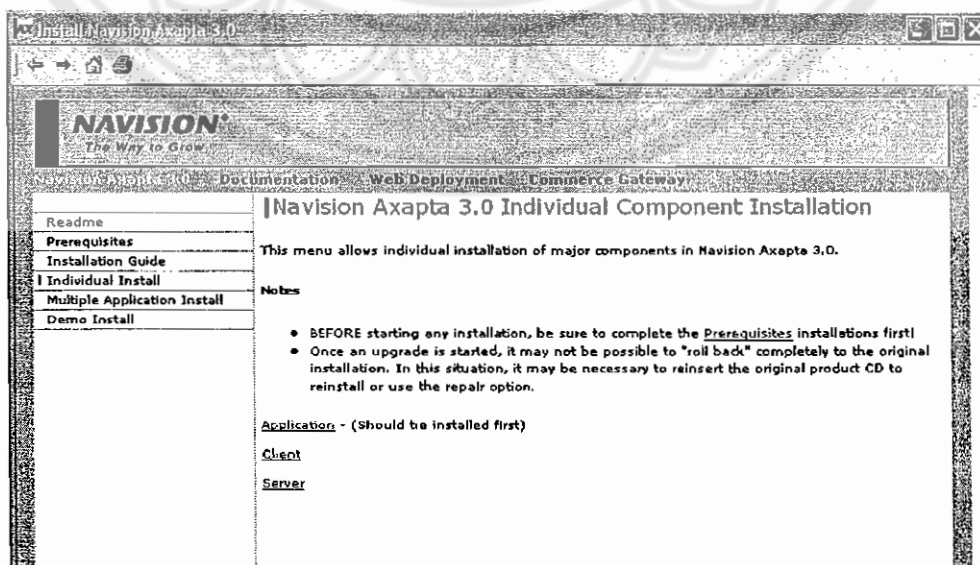 Install Navision Axapta 3.0
NAVISION
The Way to Grow
Documentation Web Deployment Commerce Gateway
Navision Axapta 3.0 Individual Component Installation
Readme
Prerequisites
Installation Guide
Individual Install
Multiple Application Install
Demo Install
This menu allows individual installation of major components in Navision Axapta 3.0.
Notes
• BEFORE starting any installation, be sure to complete the Prerequisites installations first!
• Once an upgrade is started, it may not be possible to "roll back" completely to the original
installation. In this situation, it may be necessary to reinsert the original product CD to
reinstall or use the repair option.
Application - (Should be installed first)
Client
Server